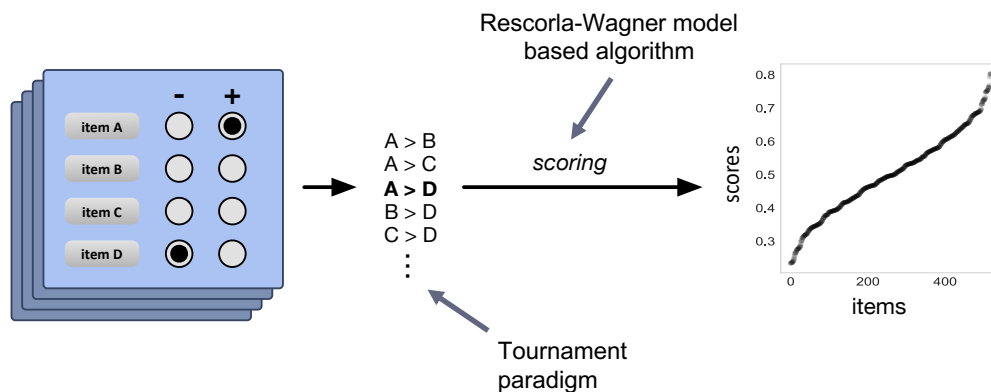 Rescorla-Wagner model
based algorithm
- +
item A
item B
item C
item D
A > B
A > C
A > D
B > D
C > D
⋮
scoring
Tournament
paradigm
scores
0.8
0.7
0.6
0.5
0.4
0.3
0 200 400
items